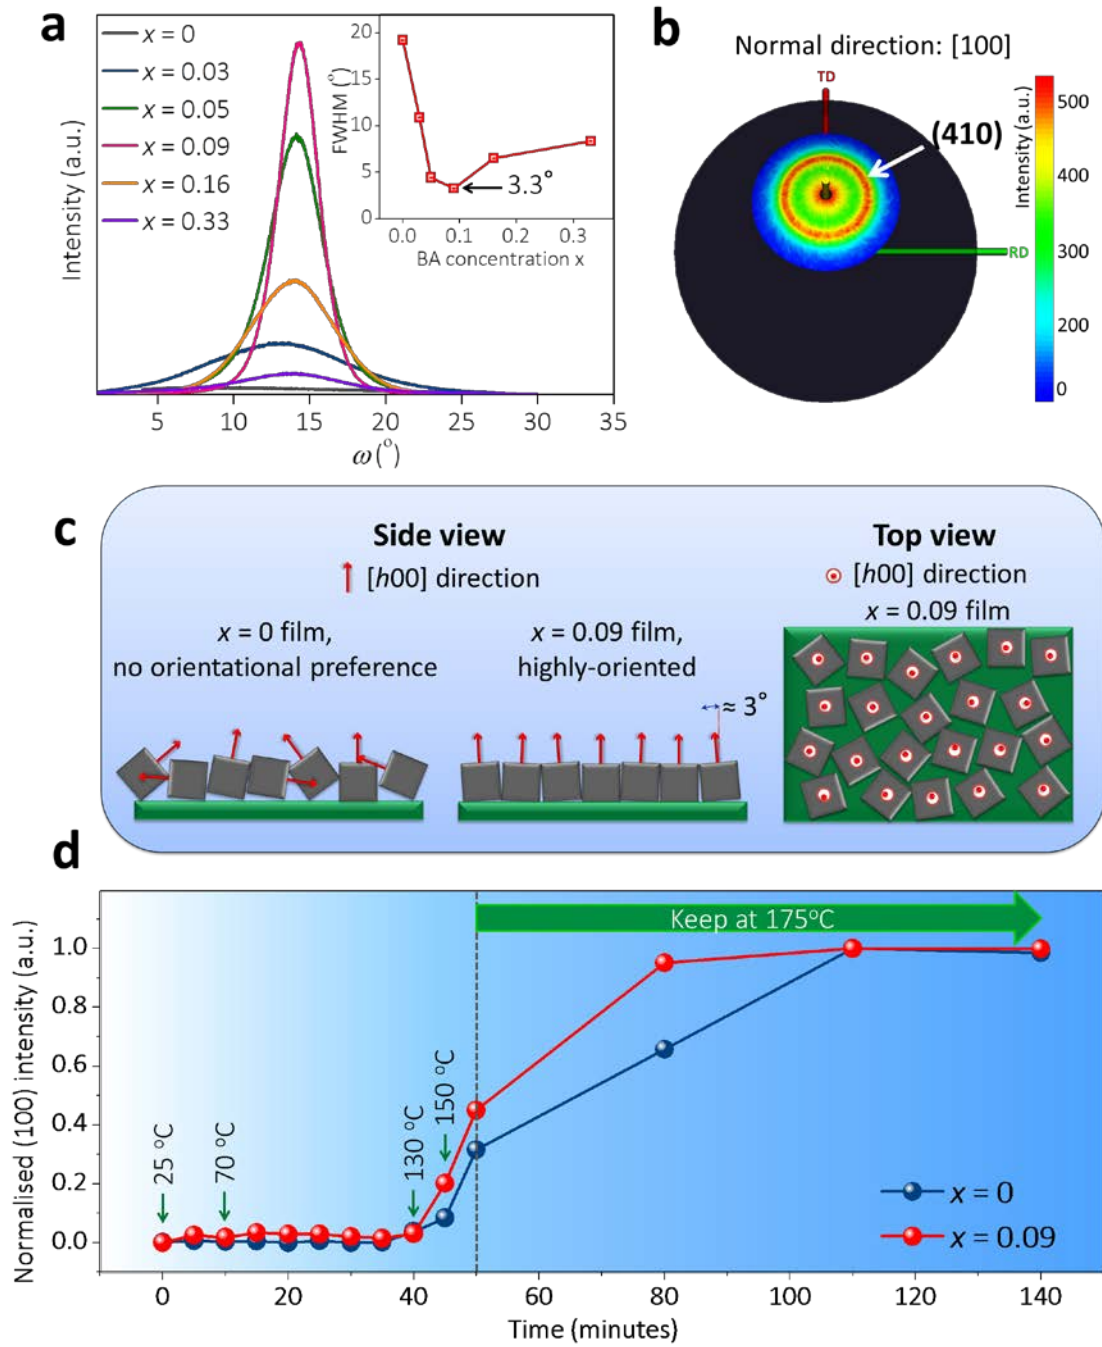 a
x = 0
x = 0.03
x = 0.05
x = 0.09
x = 0.16
x = 0.33
Intensity (a.u.)
5
10
15
20
25
30
35
ω(°)
20
15
10
5
0
FWHM (°)
3.3°
0.0
0.1
0.2
0.3
BA concentration x
b
Normal direction: [100]
TD
(410)
RD
Intensity (a.u.)
500
400
300
200
0
c
Side view
[h00] direction
x = 0 film,
no orientational preference
x = 0.09 film,
highly-oriented
≈ 3°
Top view
[h00] direction
x = 0.09 film
d
Keep at 175°C
Normalised (100) intensity (a.u.)
1.0
0.8
0.6
0.4
0.2
0.0
25 °C
70 °C
130 °C
150 °C
x = 0
x = 0.09
0
20
40
60
80
100
120
140
Time (minutes)